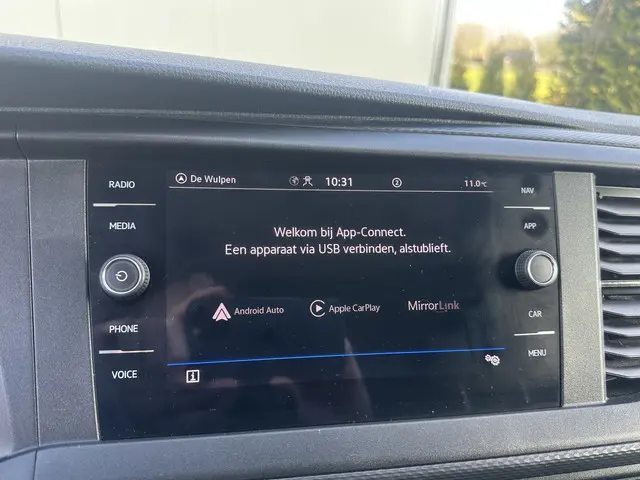 RADIO
MEDIA
PHONE
VOICE
De Wulpen 10:31 2 11.0°C
Welkom bij App-Connect.
Een apparaat via USB verbinden, alstublieft.
Android Auto Apple CarPlay MirrorLink
i
NAV
APP
CAR
MENU